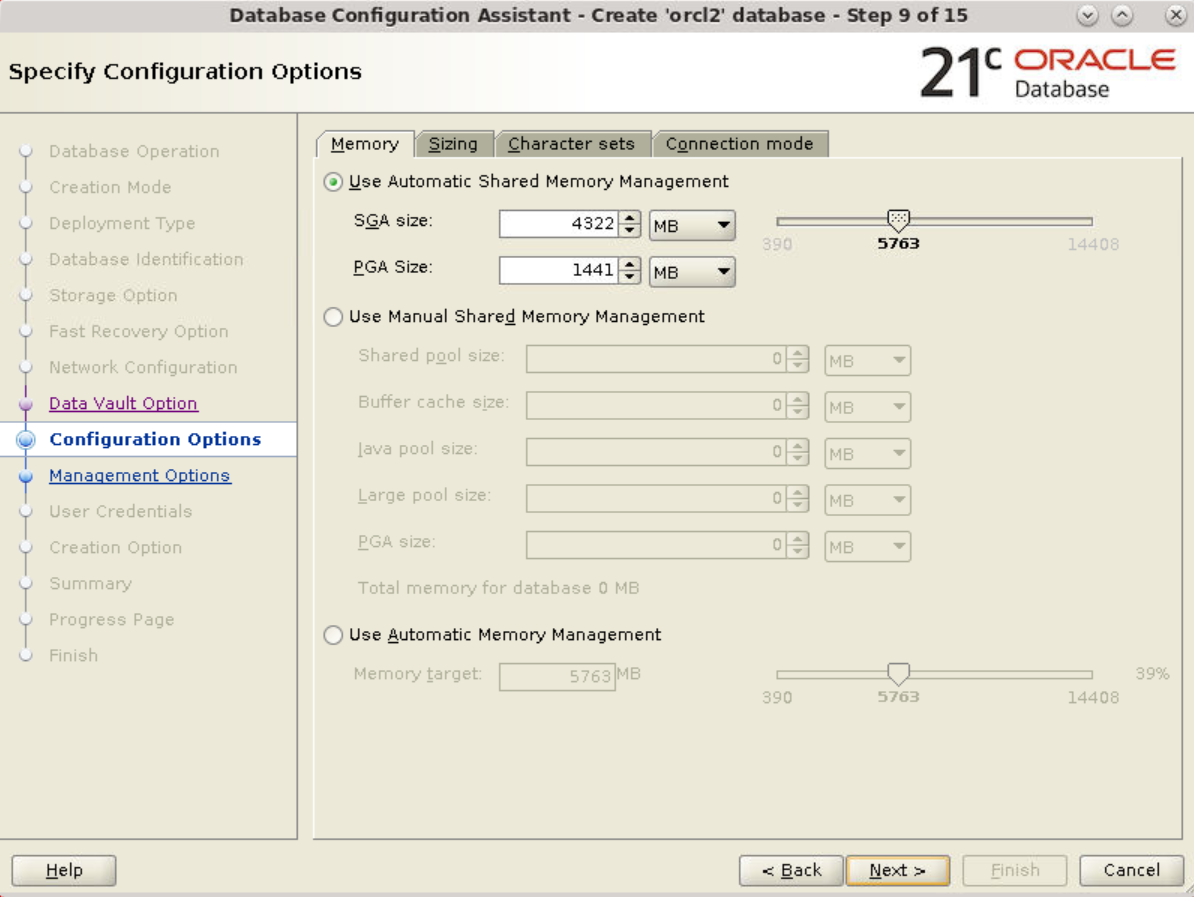 Database Configuration Assistant - Create 'orcl2' database - Step 9 of 15
Specify Configuration Options
21c ORACLE Database
Database Operation
Creation Mode
Deployment Type
Database Identification
Storage Option
Fast Recovery Option
Network Configuration
Data Vault Option
Configuration Options
Management Options
User Credentials
Creation Option
Summary
Progress Page
Finish
Memory Sizing Character sets Connection mode
Use Automatic Shared Memory Management
SGA size: 4322 MB
390 5763 14408
PGA Size: 1441 MB
Use Manual Shared Memory Management
Shared pool size: 0 MB
Buffer cache size: 0 MB
Java pool size: 0 MB
Large pool size: 0 MB
PGA size: 0 MB
Total memory for database 0 MB
Use Automatic Memory Management
Memory target: 5763 MB 39%
390 5763 14408
Help < Back Next > Finish Cancel